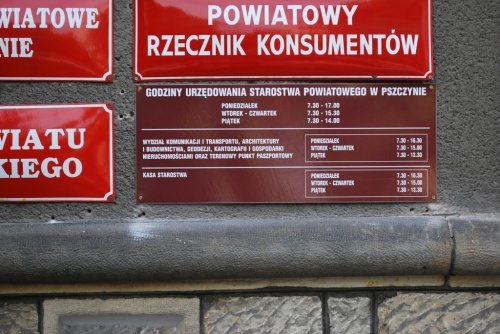 WIATOWE
NIE
POWIATOWY
RZECZNIK KONSUMENTÓW
WIATU
KIEGO
GODZINY URZĘDOWANIA STAROSTWA POWIATOWEGO W PSZCZYNIE
PONIEDZIAŁEK 7.30 - 17.00
WTOREK - CZWARTEK 7.30 - 15.30
PIĄTEK 7.30 - 14.00
WYDZIAŁ KOMUNIKACJI I TRANSPORTU, ARCHITEKTURY
I BUDOWNICTWA, GEODEZJI, KARTOGRAFII I GOSPODARKI
NIERUCHOMOŚCIAMI ORAZ TERENOWY PUNKT PASZPORTOWY
PONIEDZIAŁEK 7.30 - 16.30
WTOREK - CZWARTEK 7.30 - 15.00
PIĄTEK 7.30 - 13.30
KASA STAROSTWA
PONIEDZIAŁEK 7.30 - 16.30
WTOREK - CZWARTEK 7.30 - 15.00
PIĄTEK 7.30 - 13.30